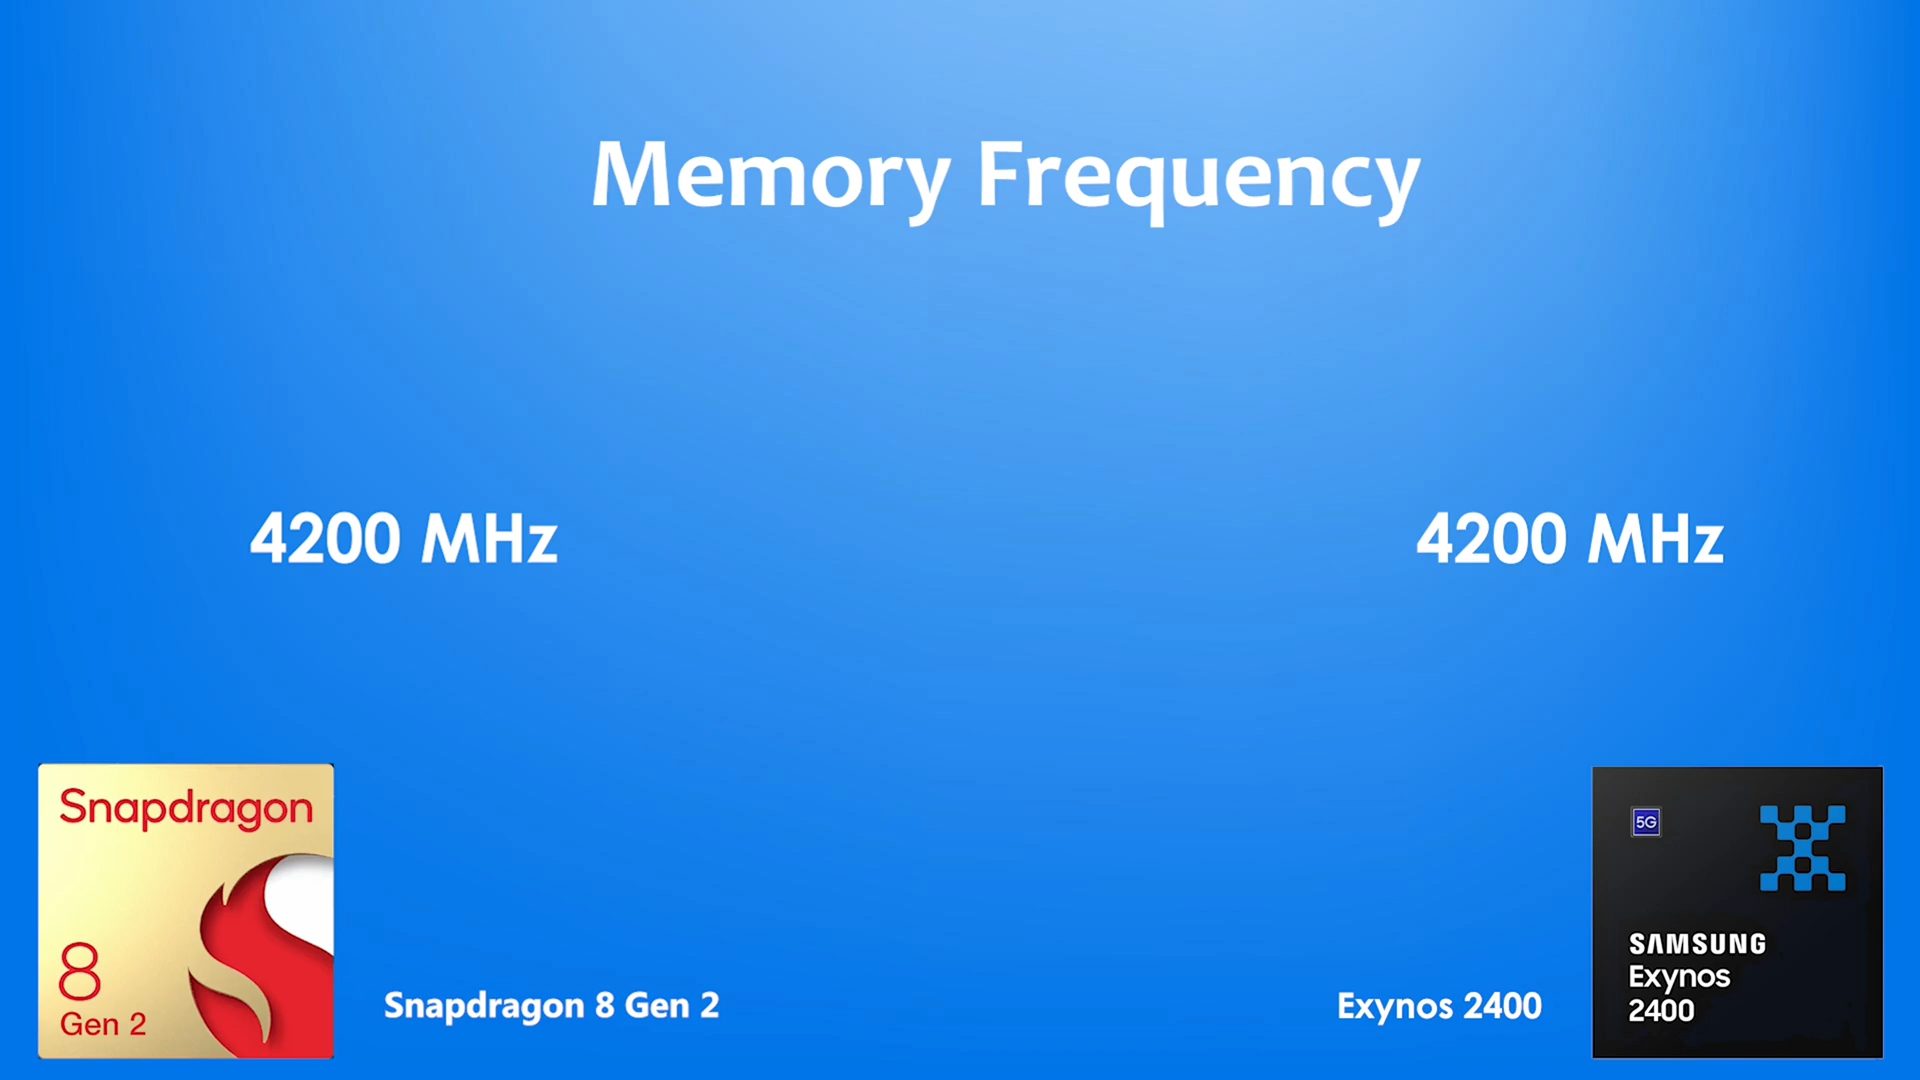 Memory Frequency
4200 MHz
4200 MHz
Snapdragon
8
Gen 2
Snapdragon 8 Gen 2
Exynos 2400
5G
SAMSUNG
Exynos
2400